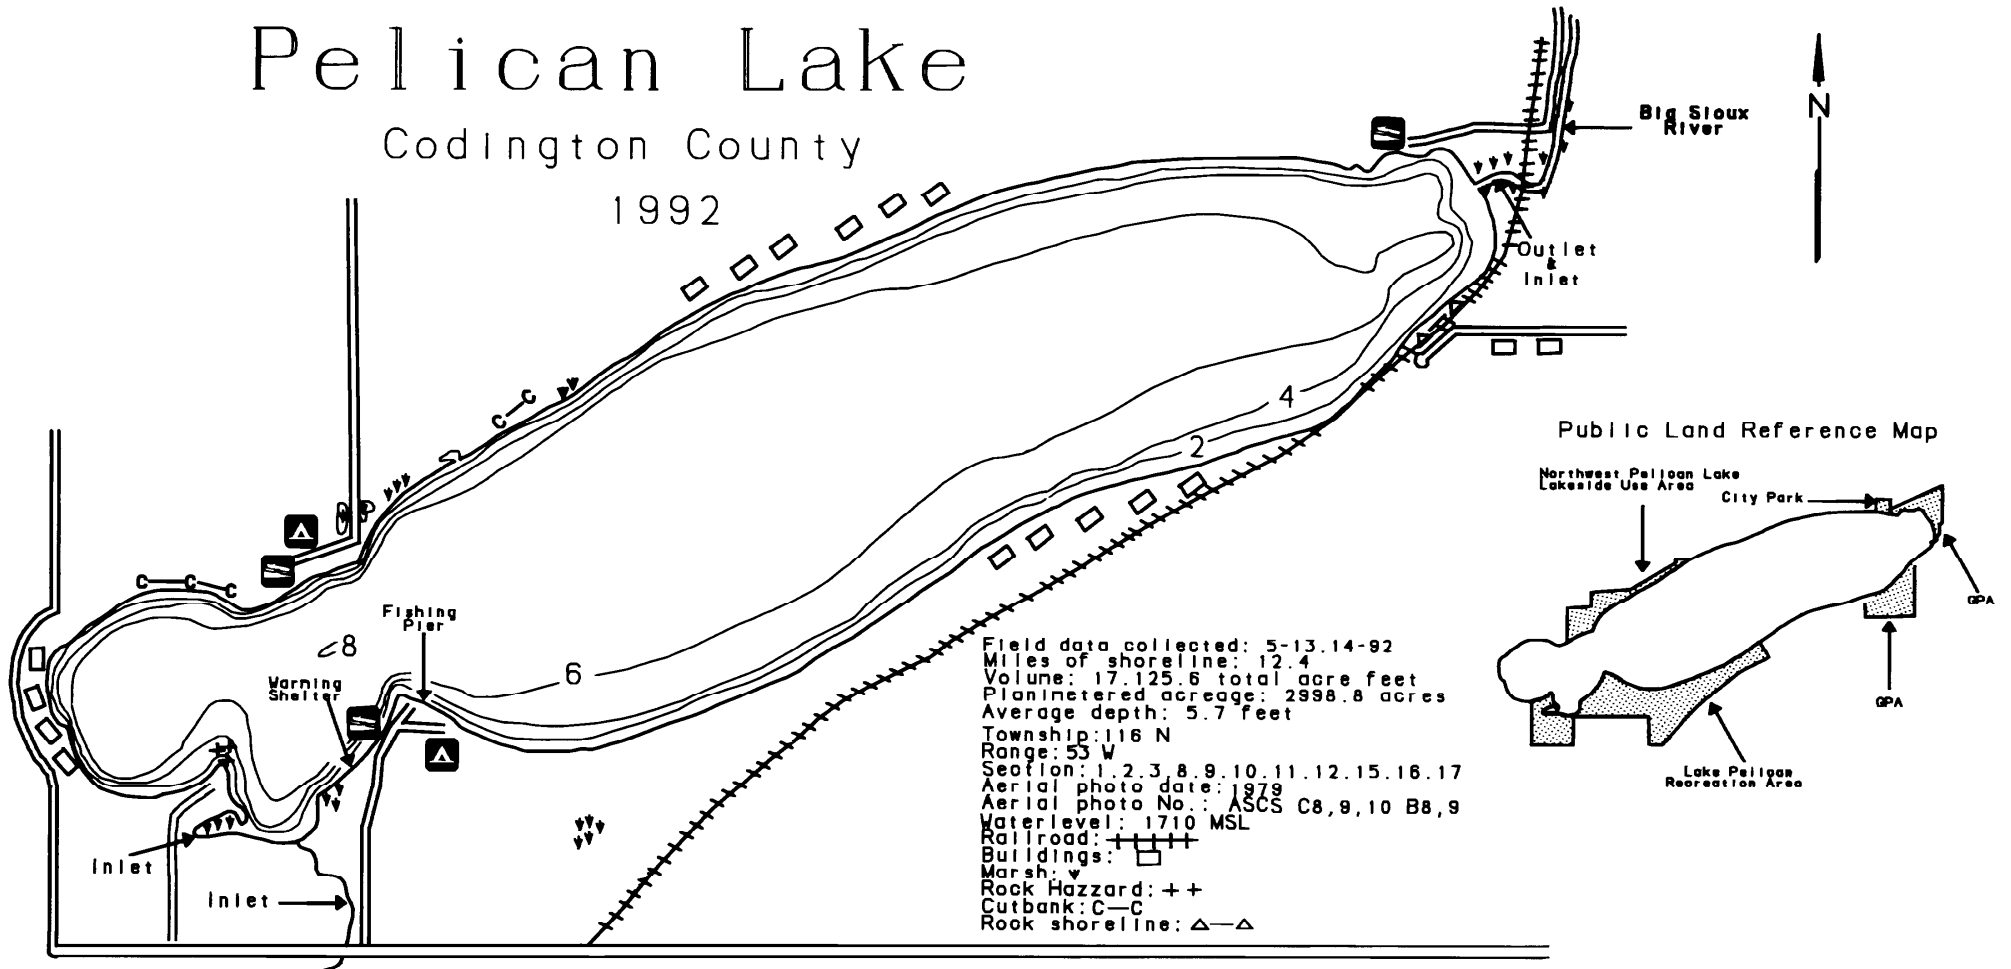 Pelican Lake
Codington County
1992
Big Sioux
River
N
Outlet
&
Inlet
4
2
C C
C C C
Fishing
Pier
8
6
Warning
Shelter
Inlet
Inlet
Field data collected: 5-13.14-92
Miles of shoreline: 12.4
Volume: 17.125.6 total acre feet
Planimetered acreage: 2998.8 acres
Average depth: 5.7 feet
Township:116 N
Range:53 W
Section:1.2.3.8.9.10.11.12.15.16.17
Aerial photo date:1979
Aerial photo No.: ASCS C8,9,10 B8,9
Waterlevel: 1710 MSL
Railroad:
Buildings:
Marsh:
Rock Hazzard: + +
Cutbank: C—C
Rock shoreline: △—△
Public Land Reference Map
Northwest Pelican Lake
Lakeside Use Area
City Park
GPA
GPA
Lake Pelican
Recreation Area